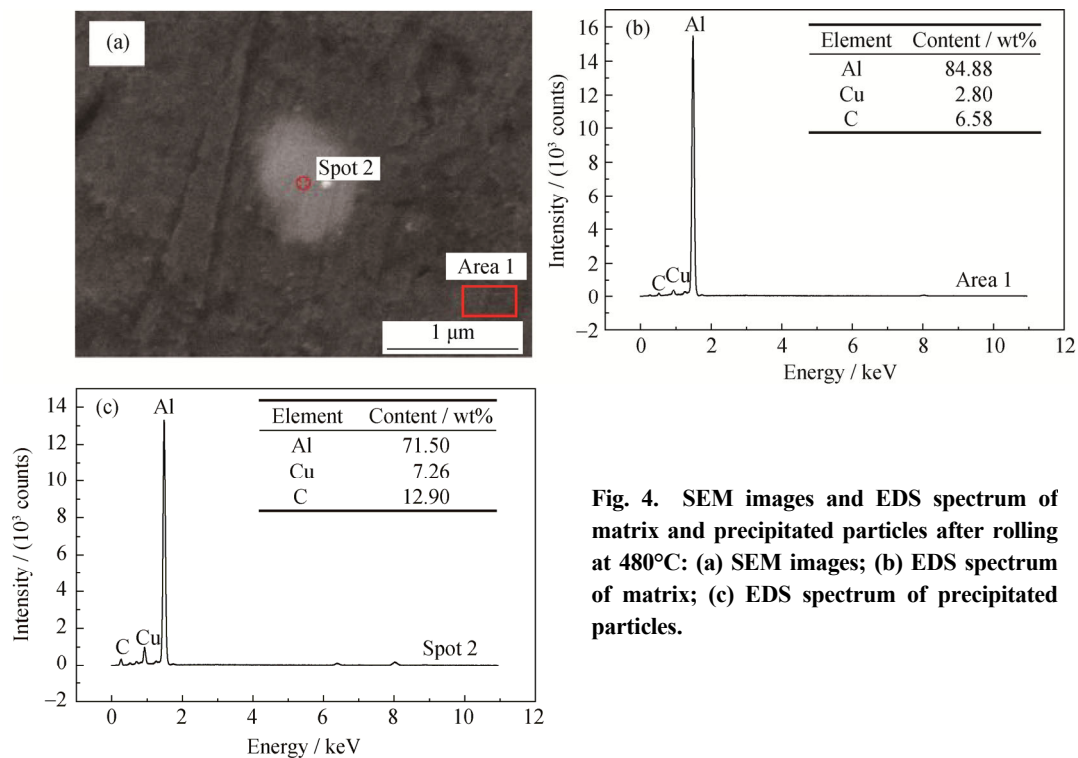 (a)
Spot 2
Area 1
1 μm
(b)
Element Content / wt%
Al 84.88
Cu 2.80
C 6.58
Al
C Cu
Area 1
16
14
12
10
8
6
4
2
0
−2
Intensity / (10³ counts)
0 2 4 6 8 10 12
Energy / keV
(c)
Element Content / wt%
Al 71.50
Cu 7.26
C 12.90
Al
C Cu
Spot 2
14
12
10
8
6
4
2
0
−2
Intensity / (10³ counts)
0 2 4 6 8 10 12
Energy / keV
Fig. 4. SEM images and EDS spectrum of
matrix and precipitated particles after rolling
at 480°C: (a) SEM images; (b) EDS spectrum
of matrix; (c) EDS spectrum of precipitated
particles.